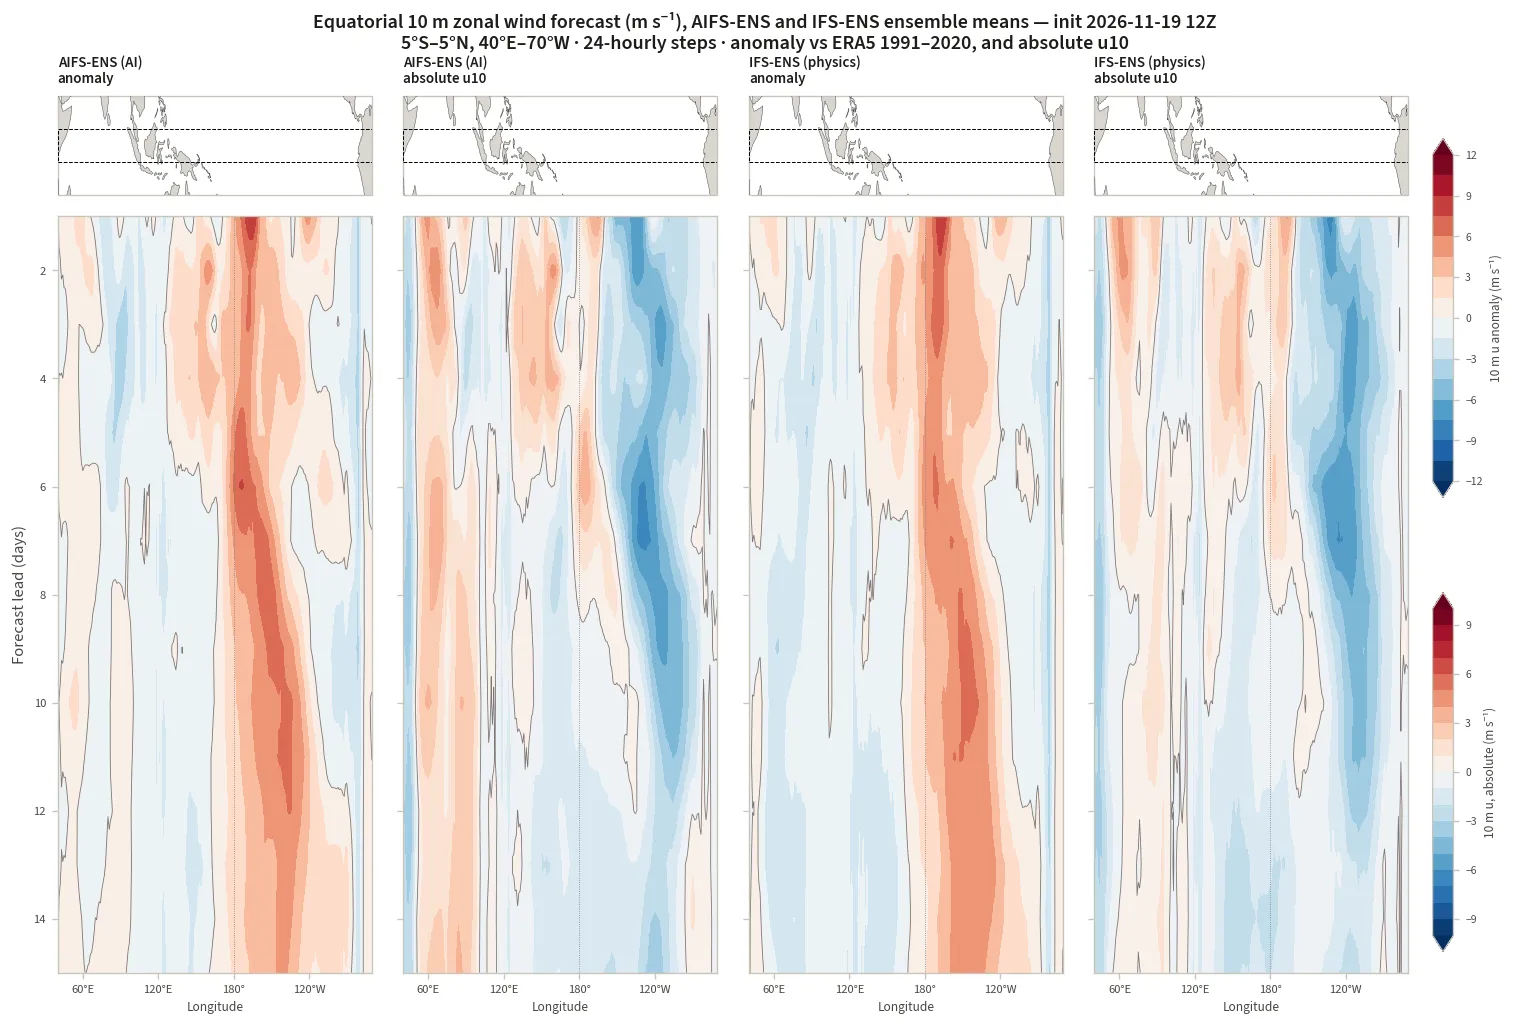 Equatorial 10 m zonal wind forecast (m s⁻¹), AIFS-ENS and IFS-ENS ensemble means — init 2026-11-19 12Z
5°S–5°N, 40°E–70°W · 24-hourly steps · anomaly vs ERA5 1991–2020, and absolute u10
AIFS-ENS (AI)
anomaly
AIFS-ENS (AI)
absolute u10
IFS-ENS (physics)
anomaly
IFS-ENS (physics)
absolute u10
Forecast lead (days)
2
4
6
8
10
12
14
60°E 120°E 180° 120°W
Longitude
60°E 120°E 180° 120°W
Longitude
60°E 120°E 180° 120°W
Longitude
60°E 120°E 180° 120°W
Longitude
12
9
6
3
0
−3
−6
−9
−12
10 m u anomaly (m s⁻¹)
9
6
3
0
−3
−6
−9
10 m u, absolute (m s⁻¹)